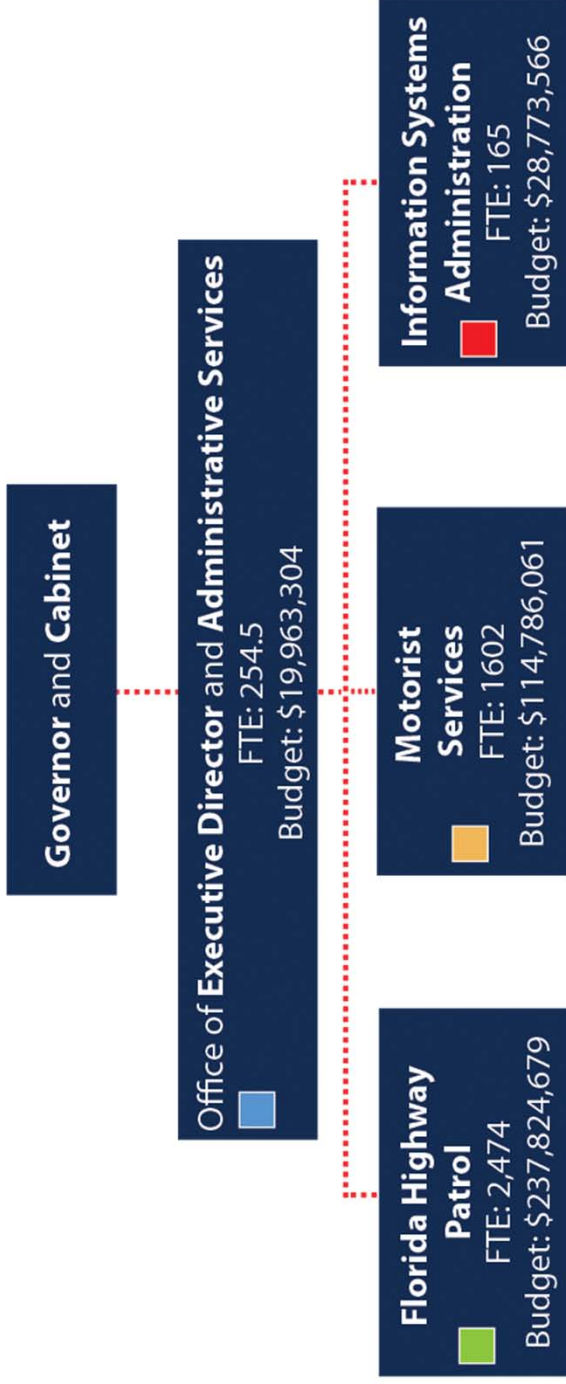 Governor and Cabinet
Office of Executive Director and Administrative Services
FTE: 254.5
Budget: $19,963,304
Florida Highway
Patrol
FTE: 2,474
Budget: $237,824,679
Motorist
Services
FTE: 1602
Budget: $114,786,061
Information Systems
Administration
FTE: 165
Budget: $28,773,566